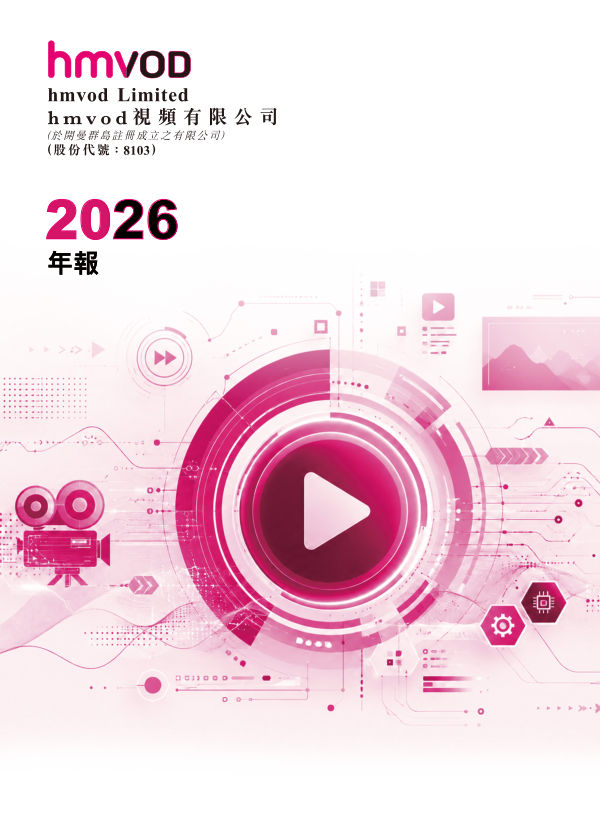 hmvod
hmvod Limited
hmvod視頻有限公司
(於開曼群島註冊成立之有限公司)
(股份代號：8103)
2026
年報